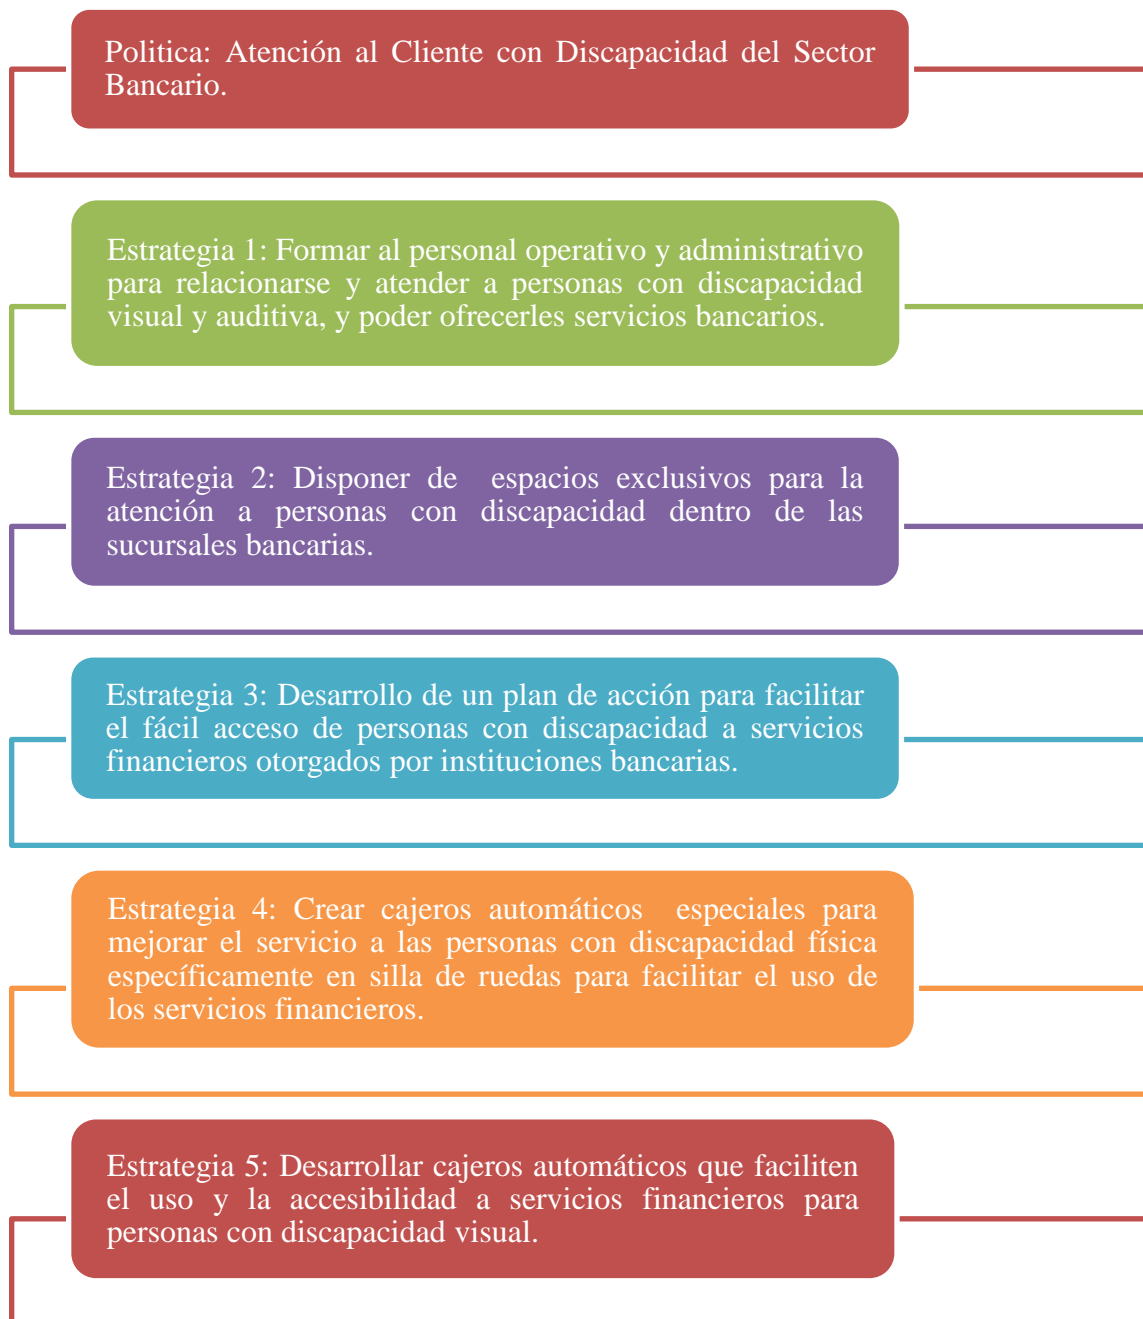 Politica: Atención al Cliente con Discapacidad del Sector
Bancario.
Estrategia 1: Formar al personal operativo y administrativo
para relacionarse y atender a personas con discapacidad
visual y auditiva, y poder ofrecerles servicios bancarios.
Estrategia 2: Disponer de espacios exclusivos para la
atención a personas con discapacidad dentro de las
sucursales bancarias.
Estrategia 3: Desarrollo de un plan de acción para facilitar
el fácil acceso de personas con discapacidad a servicios
financieros otorgados por instituciones bancarias.
Estrategia 4: Crear cajeros automáticos especiales para
mejorar el servicio a las personas con discapacidad física
específicamente en silla de ruedas para facilitar el uso de
los servicios financieros.
Estrategia 5: Desarrollar cajeros automáticos que faciliten
el uso y la accesibilidad a servicios financieros para
personas con discapacidad visual.